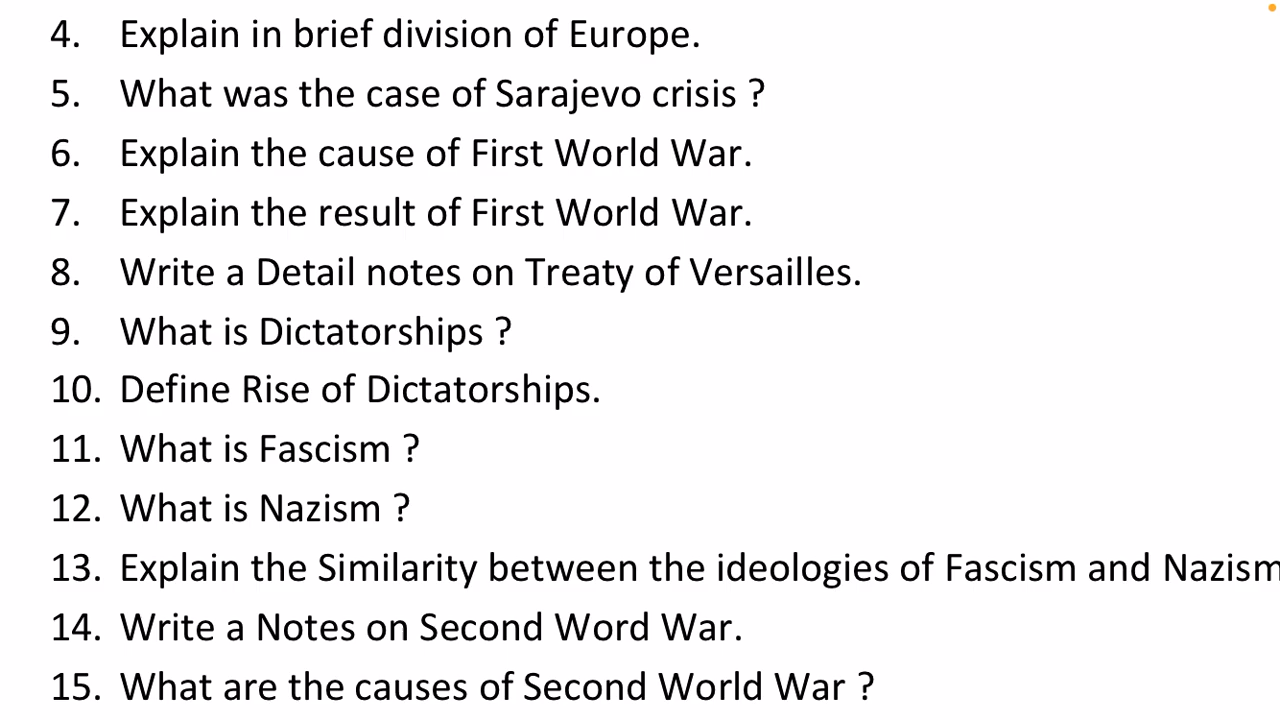 4. Explain in brief division of Europe.
5. What was the case of Sarajevo crisis ?
6. Explain the cause of First World War.
7. Explain the result of First World War.
8. Write a Detail notes on Treaty of Versailles.
9. What is Dictatorships ?
10. Define Rise of Dictatorships.
11. What is Fascism ?
12. What is Nazism ?
13. Explain the Similarity between the ideologies of Fascism and Nazism
14. Write a Notes on Second Word War.
15. What are the causes of Second World War ?